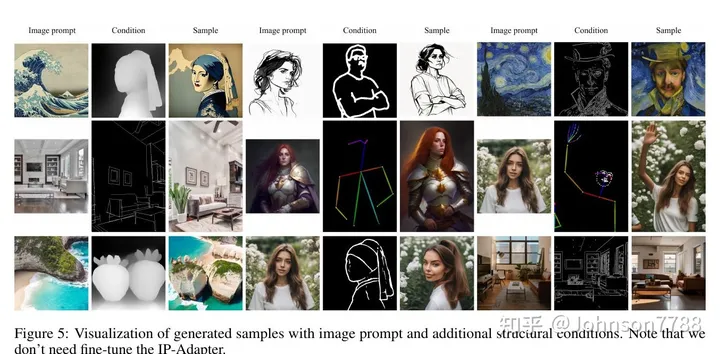 Image prompt Condition Sample Image prompt Condition Sample Image prompt Condition Sample
知乎 @Johnson7788
Figure 5: Visualization of generated samples with image prompt and additional structural conditions. Note that we
don't need fine-tune the IP-Adapter.